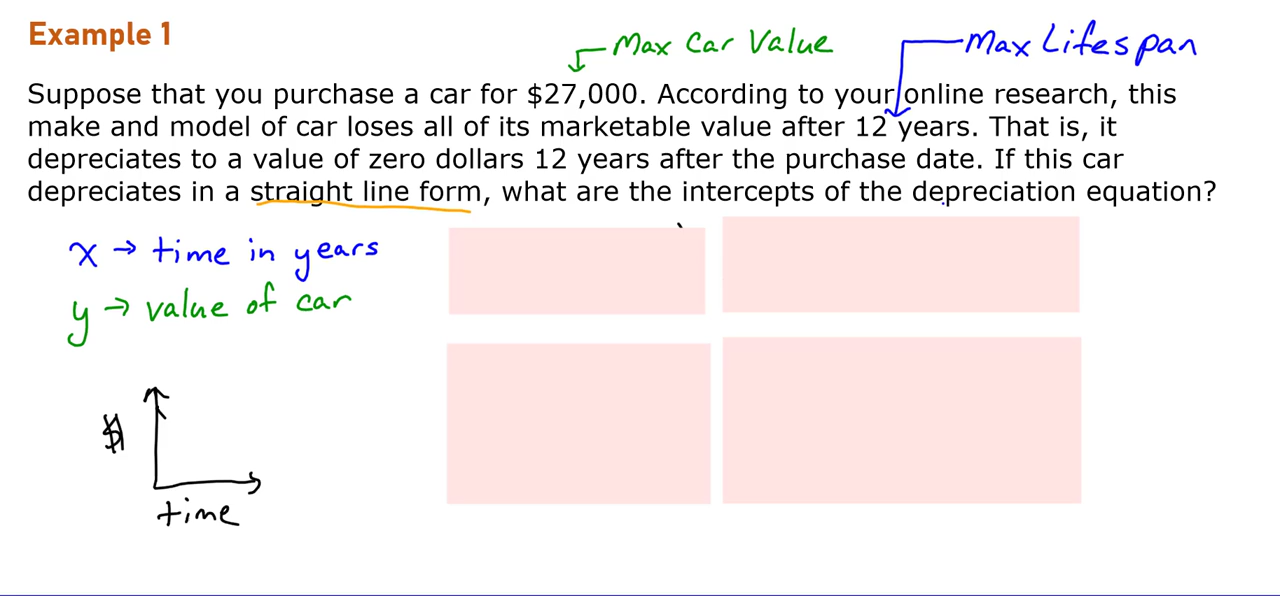 Example 1
Max Car Value
Max Lifespan
Suppose that you purchase a car for $27,000. According to your online research, this
make and model of car loses all of its marketable value after 12 years. That is, it
depreciates to a value of zero dollars 12 years after the purchase date. If this car
depreciates in a straight line form, what are the intercepts of the depreciation equation?
x → time in years
y → value of car
$
time